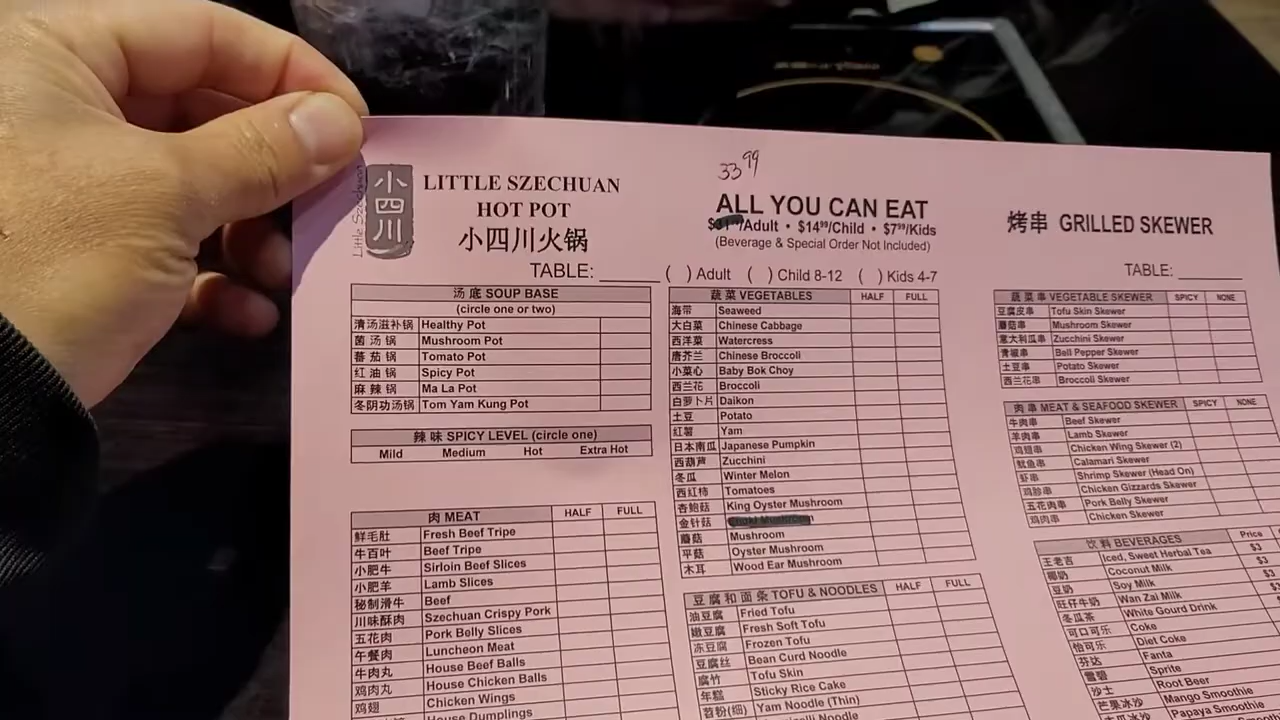 小四川
Little Szechuan
LITTLE SZECHUAN
HOT POT
小四川火锅
33 99
ALL YOU CAN EAT
/Adult • $14⁹⁹/Child • $7⁹⁹/Kids
(Beverage & Special Order Not Included)
TABLE: ______ ( ) Adult ( ) Child 8-12 ( ) Kids 4-7
汤底 SOUP BASE
(circle one or two)
清汤滋补锅 Healthy Pot
菌汤锅 Mushroom Pot
番茄锅 Tomato Pot
红油锅 Spicy Pot
麻辣锅 Ma La Pot
冬阴功汤锅 Tom Yam Kung Pot
辣味 SPICY LEVEL (circle one)
Mild Medium Hot Extra Hot
肉 MEAT HALF FULL
鲜毛肚 Fresh Beef Tripe
牛百叶 Beef Tripe
小肥牛 Sirloin Beef Slices
小肥羊 Lamb Slices
秘制滑牛 Beef
川味酥肉 Szechuan Crispy Pork
五花肉 Pork Belly Slices
午餐肉 Luncheon Meat
牛肉丸 House Beef Balls
鸡肉丸 House Chicken Balls
鸡翅 Chicken Wings
House Dumplings
蔬菜 VEGETABLES HALF FULL
海带 Seaweed
大白菜 Chinese Cabbage
西洋菜 Watercress
唐芥兰 Chinese Broccoli
小菜心 Baby Bok Choy
西兰花 Broccoli
白萝卜片 Daikon
土豆 Potato
红薯 Yam
日本南瓜 Japanese Pumpkin
西葫芦 Zucchini
冬瓜 Winter Melon
西红柿 Tomatoes
杏鲍菇 King Oyster Mushroom
金针菇
蘑菇 Mushroom
平菇 Oyster Mushroom
木耳 Wood Ear Mushroom
豆腐和面条 TOFU & NOODLES HALF FULL
油豆腐 Fried Tofu
嫩豆腐 Fresh Soft Tofu
冻豆腐 Frozen Tofu
豆腐丝 Bean Curd Noodle
腐竹 Tofu Skin
年糕 Sticky Rice Cake
苕粉(细) Yam Noodle (Thin)
烤串 GRILLED SKEWER
TABLE: ______
蔬菜串 VEGETABLE SKEWER SPICY NONE
豆腐皮串 Tofu Skin Skewer
蘑菇串 Mushroom Skewer
意大利瓜串 Zucchini Skewer
青椒串 Bell Pepper Skewer
土豆串 Potato Skewer
西兰花串 Broccoli Skewer
肉串 MEAT & SEAFOOD SKEWER SPICY NONE
牛肉串 Beef Skewer
羊肉串 Lamb Skewer
鸡翅串 Chicken Wing Skewer (2)
鱿鱼串 Calamari Skewer
虾串 Shrimp Skewer (Head On)
鸡胗串 Chicken Gizzards Skewer
五花肉串 Pork Belly Skewer
鸡肉串 Chicken Skewer
饮料 BEVERAGES Price
王老吉 Iced, Sweet Herbal Tea $3
椰奶 Coconut Milk $3
豆奶 Soy Milk
旺仔牛奶 Wan Zai Milk
冬瓜茶 White Gourd Drink
可口可乐 Coke
怡可乐 Diet Coke
芬达 Fanta
雪碧 Sprite
沙士 Root Beer
芒果冰沙 Mango Smoothie
Papaya Smoothie